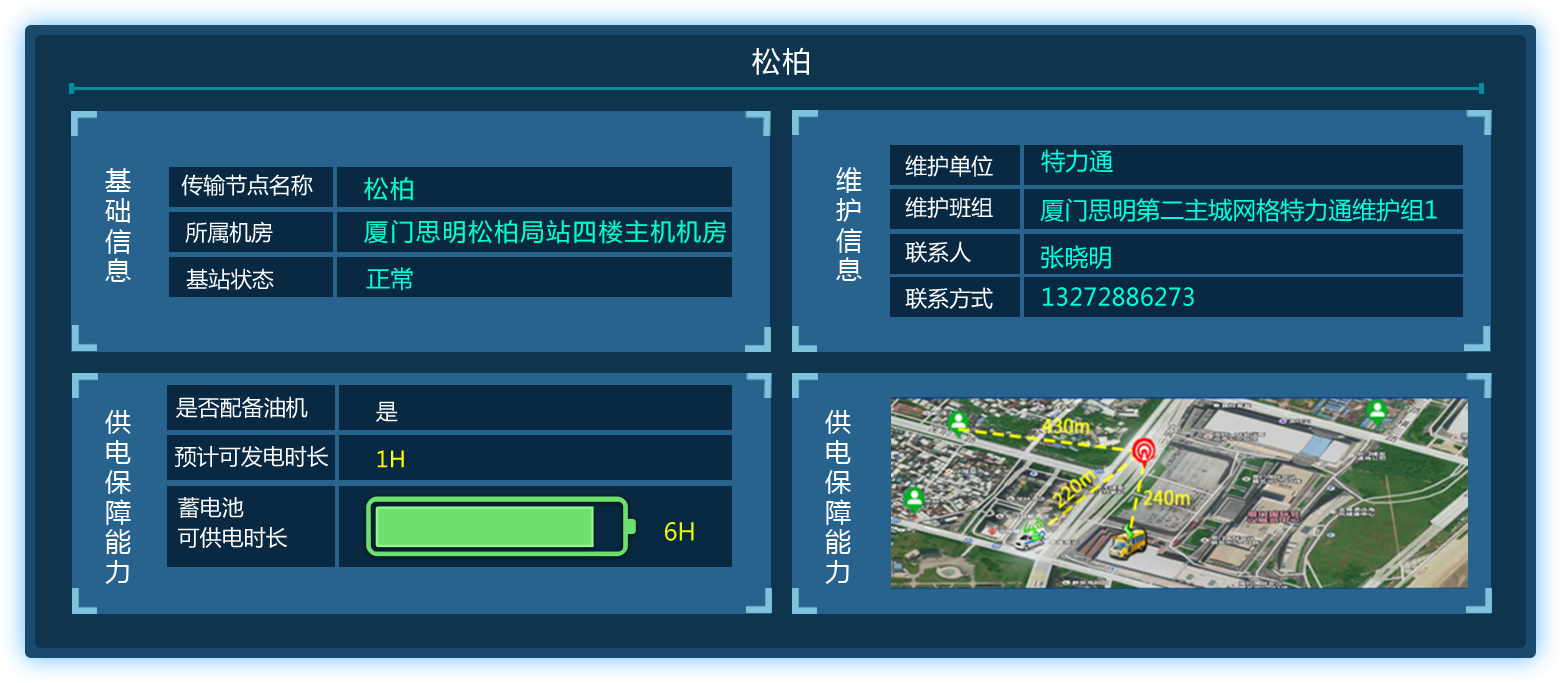 松柏
基础信息
传输节点名称 松柏
所属机房 厦门思明松柏局站四楼主机机房
基站状态 正常
维护信息
维护单位 特力通
维护班组 厦门思明第二主城网格特力通维护组1
联系人 张晓明
联系方式 13272886273
供电保障能力
是否配备油机 是
预计可发电时长 1H
蓄电池
可供电时长 6H
供电保障能力
430m
220m
240m